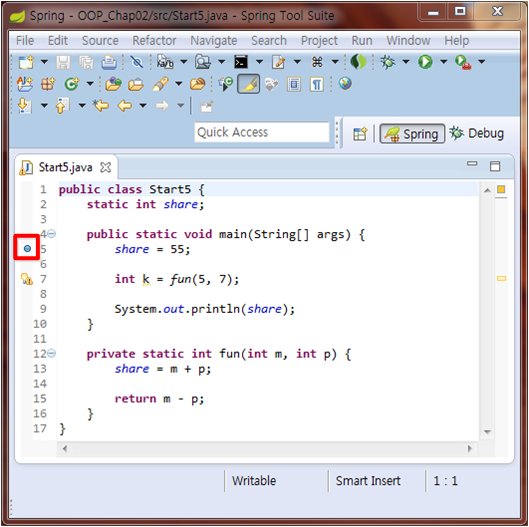 Spring - OOP_Chap02/src/Start5.java - Spring Tool Suite
File Edit Source Refactor Navigate Search Project Run Window Help
Quick Access
Spring Debug
Start5.java
1 public class Start5 {
2 static int share;
3
4 public static void main(String[] args) {
5 share = 55;
6
7 int k = fun(5, 7);
8
9 System.out.println(share);
10 }
11
12 private static int fun(int m, int p) {
13 share = m + p;
14
15 return m - p;
16 }
17 }
Writable Smart Insert 1 : 1